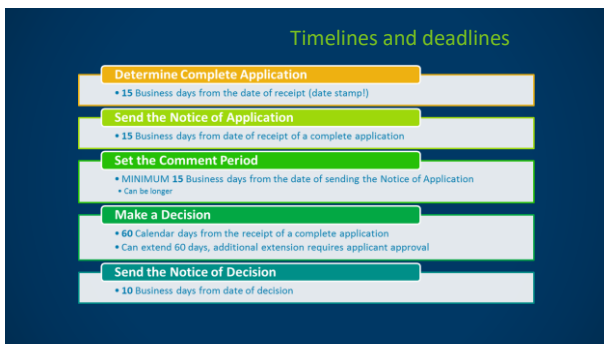 Timelines and deadlines
Determine Complete Application
• 15 Business days from the date of receipt (date stamp!)
Send the Notice of Application
• 15 Business days from date of receipt of a complete application
Set the Comment Period
• MINIMUM 15 Business days from the date of sending the Notice of Application
• Can be longer
Make a Decision
• 60 Calendar days from the receipt of a complete application
• Can extend 60 days, additional extension requires applicant approval
Send the Notice of Decision
• 10 Business days from date of decision